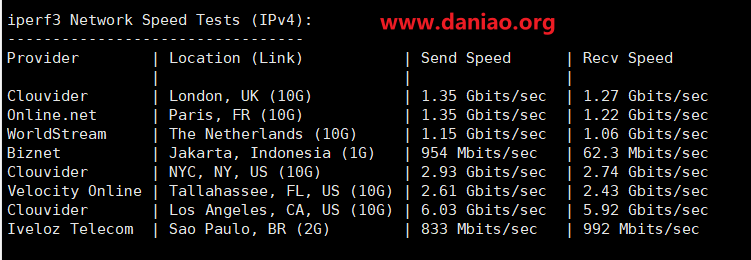 iperf3 Network Speed Tests (IPv4):
www.daniao.org
---------------------------------
Provider | Location (Link) | Send Speed | Recv Speed
| | |
Clouvider | London, UK (10G) | 1.35 Gbits/sec | 1.27 Gbits/sec
Online.net | Paris, FR (10G) | 1.35 Gbits/sec | 1.22 Gbits/sec
WorldStream | The Netherlands (10G) | 1.15 Gbits/sec | 1.06 Gbits/sec
Biznet | Jakarta, Indonesia (1G) | 954 Mbits/sec | 62.3 Mbits/sec
Clouvider | NYC, NY, US (10G) | 2.93 Gbits/sec | 2.74 Gbits/sec
Velocity Online | Tallahassee, FL, US (10G) | 2.61 Gbits/sec | 2.43 Gbits/sec
Clouvider | Los Angeles, CA, US (10G) | 6.03 Gbits/sec | 5.92 Gbits/sec
Iveloz Telecom | Sao Paulo, BR (2G) | 833 Mbits/sec | 992 Mbits/sec